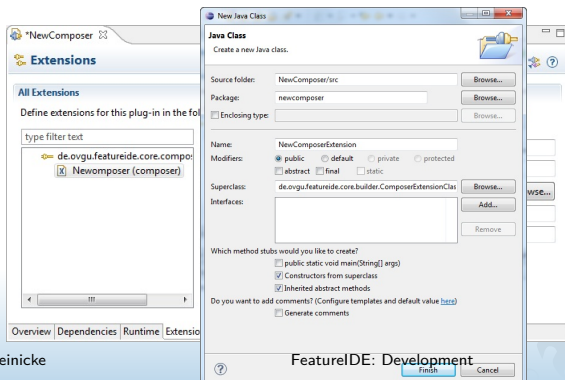 *NewComposer
Extensions
All Extensions
Define extensions for this plug-in in the fol
type filter text
de.ovgu.featureide.core.compos
Newomposer (composer)
Overview Dependencies Runtime Extensio
New Java Class
Java Class
Create a new Java class.
Source folder: NewComposer/src Browse...
Package: newcomposer Browse...
Enclosing type: Browse...
Name: NewComposerExtension
Modifiers: public default private protected
abstract final static
Superclass: de.ovgu.featureide.core.builder.ComposerExtensionClas Browse...
Interfaces: Add...
Remove
Which method stubs would you like to create?
public static void main(String[] args)
Constructors from superclass
Inherited abstract methods
Do you want to add comments? (Configure templates and default value here)
Generate comments
Finish Cancel
wse...
einicke FeatureIDE: Development